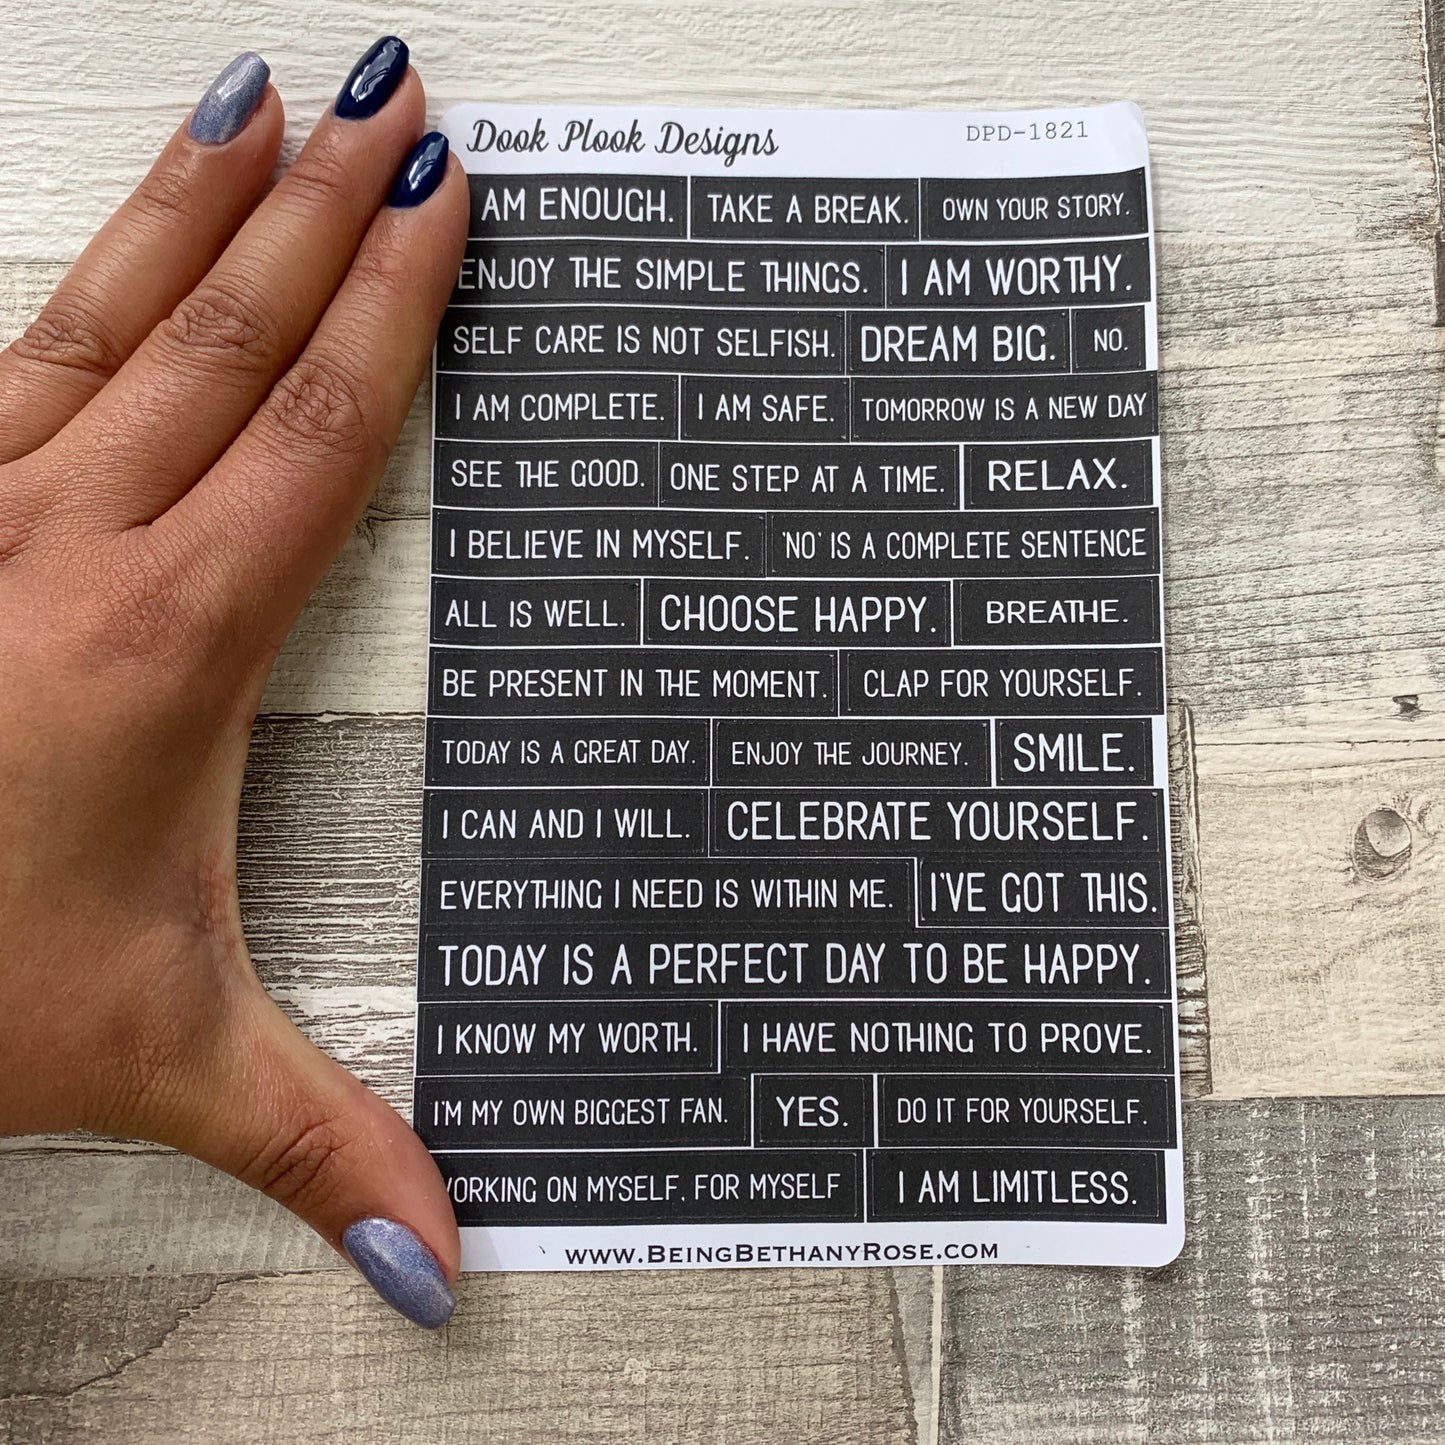 Dook Plook Designs DPD-1821
AM ENOUGH. TAKE A BREAK. OWN YOUR STORY.
ENJOY THE SIMPLE THINGS. I AM WORTHY.
SELF CARE IS NOT SELFISH. DREAM BIG. NO.
I AM COMPLETE. I AM SAFE. TOMORROW IS A NEW DAY
SEE THE GOOD. ONE STEP AT A TIME. RELAX.
I BELIEVE IN MYSELF. 'NO' IS A COMPLETE SENTENCE
ALL IS WELL. CHOOSE HAPPY. BREATHE.
BE PRESENT IN THE MOMENT. CLAP FOR YOURSELF.
TODAY IS A GREAT DAY. ENJOY THE JOURNEY. SMILE.
I CAN AND I WILL. CELEBRATE YOURSELF.
EVERYTHING I NEED IS WITHIN ME. I'VE GOT THIS.
TODAY IS A PERFECT DAY TO BE HAPPY.
I KNOW MY WORTH. I HAVE NOTHING TO PROVE.
I'M MY OWN BIGGEST FAN. YES. DO IT FOR YOURSELF.
WORKING ON MYSELF, FOR MYSELF I AM LIMITLESS.
WWW.BEINGBETHANYROSE.COM